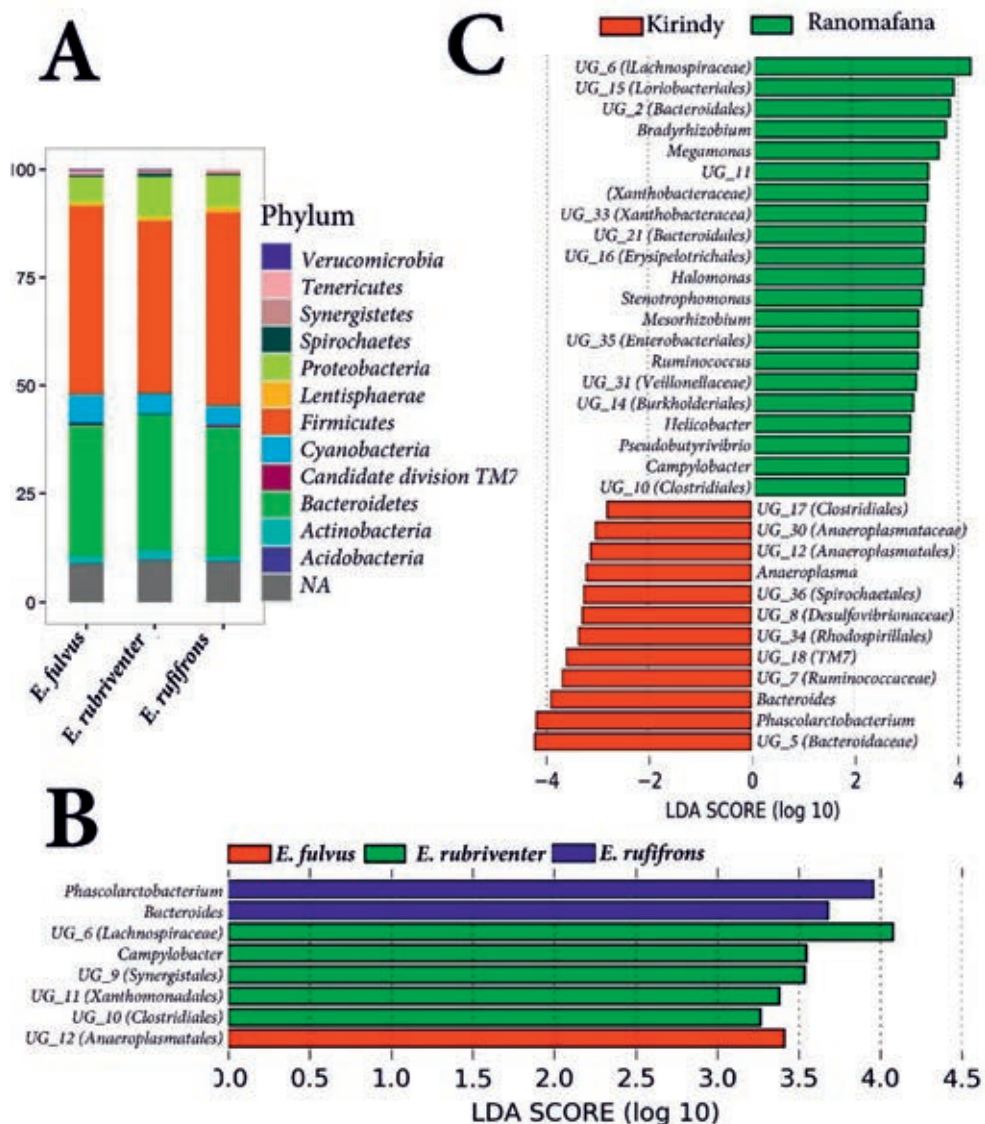 A
100
75
50
25
0
E. fulvus
E. rubriventer
E. rufifrons
Phylum
Verucomicrobia
Tenericutes
Synergistetes
Spirochaetes
Proteobacteria
Lentisphaerae
Firmicutes
Cyanobacteria
Candidate division TM7
Bacteroidetes
Actinobacteria
Acidobacteria
NA
C
Kirindy Ranomafana
UG_6 (lLachnospiraceae)
UG_15 (Loriobacteriales)
UG_2 (Bacteroidales)
Bradyrhizobium
Megamonas
UG_11
(Xanthobacteraceae)
UG_33 (Xanthobacteracea)
UG_21 (Bacteroidales)
UG_16 (Erysipelotrichales)
Halomonas
Stenotrophomonas
Mesorhizobium
UG_35 (Enterobacteriales)
Ruminococcus
UG_31 (Veillonellaceae)
UG_14 (Burkholderiales)
Helicobacter
Pseudobutyrivibrio
Campylobacter
UG_10 (Clostridiales)
UG_17 (Clostridiales)
UG_30 (Anaeroplasmataceae)
UG_12 (Anaeroplasmatales)
Anaeroplasma
UG_36 (Spirochaetales)
UG_8 (Desulfovibrionaceae)
UG_34 (Rhodospirillales)
UG_18 (TM7)
UG_7 (Ruminococcaceae)
Bacteroides
Phascolarctobacterium
UG_5 (Bacteroidaceae)
−4 −2 0 2 4
LDA SCORE (log 10)
B
E. fulvus E. rubriventer E. rufifrons
Phascolarctobacterium
Bacteroides
UG_6 (Lachnospiraceae)
Campylobacter
UG_9 (Synergistales)
UG_11 (Xanthomonadales)
UG_10 (Clostridiales)
UG_12 (Anaeroplasmatales)
0.0 0.5 1.0 1.5 2.0 2.5 3.0 3.5 4.0 4.5
LDA SCORE (log 10)